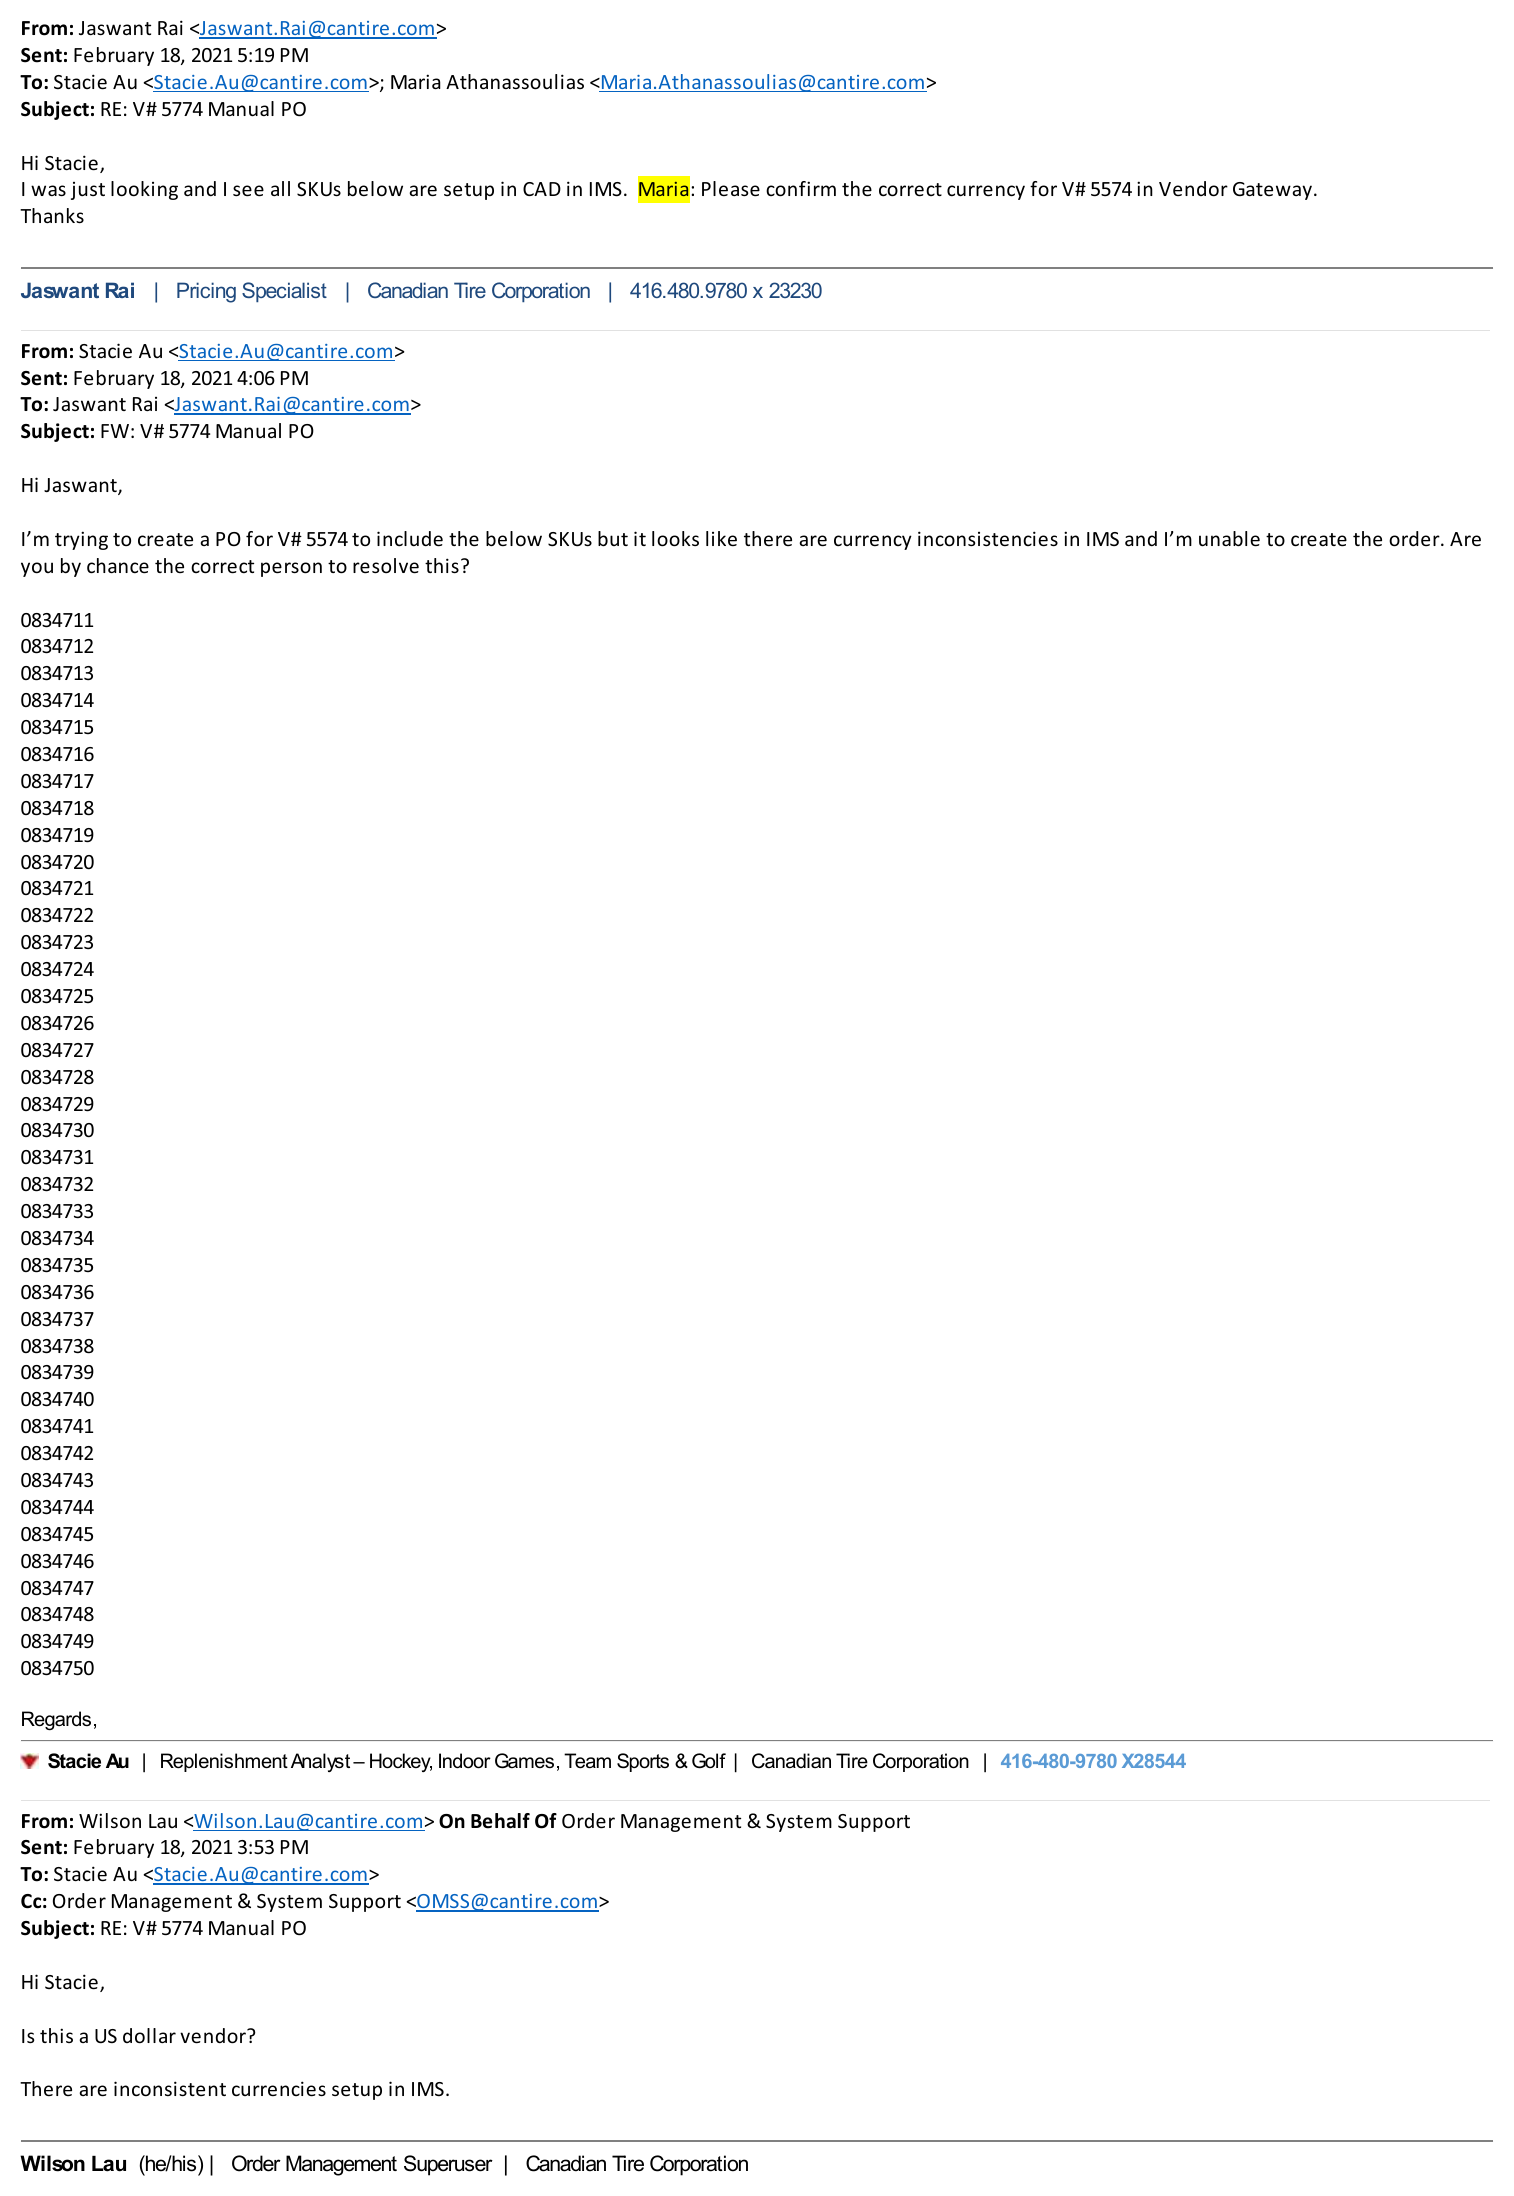 From: Jaswant Rai <Jaswant.Rai@cantire.com>
Sent: February 18, 2021 5:19 PM
To: Stacie Au <Stacie.Au@cantire.com>; Maria Athanassoulias <Maria.Athanassoulias@cantire.com>
Subject: RE: V# 5774 Manual PO
Hi Stacie,
I was just looking and I see all SKUs below are setup in CAD in IMS.  Maria: Please confirm the correct currency for V# 5574 in Vendor Gateway.
Thanks
Jaswant Rai | Pricing Specialist | Canadian Tire Corporation | 416.480.9780 x 23230
From: Stacie Au <Stacie.Au@cantire.com>
Sent: February 18, 2021 4:06 PM
To: Jaswant Rai <Jaswant.Rai@cantire.com>
Subject: FW: V# 5774 Manual PO
Hi Jaswant,
I’m trying to create a PO for V# 5574 to include the below SKUs but it looks like there are currency inconsistencies in IMS and I’m unable to create the order. Are
you by chance the correct person to resolve this?
0834711
0834712
0834713
0834714
0834715
0834716
0834717
0834718
0834719
0834720
0834721
0834722
0834723
0834724
0834725
0834726
0834727
0834728
0834729
0834730
0834731
0834732
0834733
0834734
0834735
0834736
0834737
0834738
0834739
0834740
0834741
0834742
0834743
0834744
0834745
0834746
0834747
0834748
0834749
0834750
Regards,
Stacie Au | Replenishment Analyst – Hockey, Indoor Games, Team Sports & Golf | Canadian Tire Corporation | 416-480-9780 X28544
From: Wilson Lau <Wilson.Lau@cantire.com> On Behalf Of Order Management & System Support
Sent: February 18, 2021 3:53 PM
To: Stacie Au <Stacie.Au@cantire.com>
Cc: Order Management & System Support <OMSS@cantire.com>
Subject: RE: V# 5774 Manual PO
Hi Stacie,
Is this a US dollar vendor?
There are inconsistent currencies setup in IMS.
Wilson Lau (he/his) | Order Management Superuser | Canadian Tire Corporation